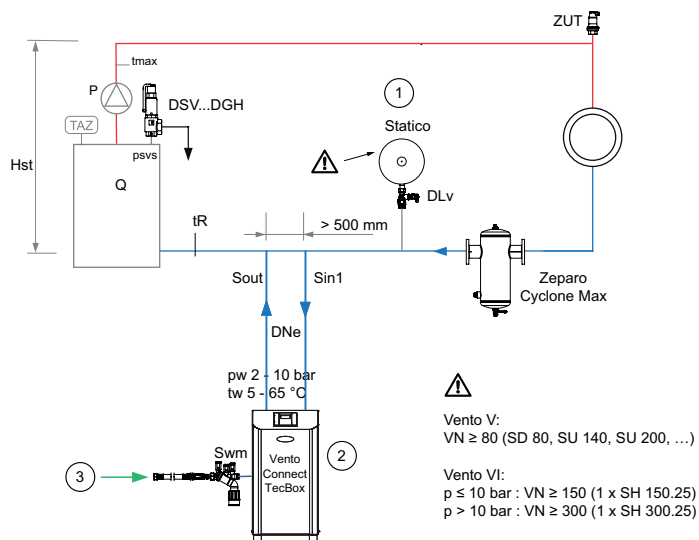 ZUT
tmax
P
DSV...DGH
TAZ
psvs
Q
Hst
1
Statico
DLv
tR
> 500 mm
Sout
Sin1
Zeparo
Cyclone Max
DNe
pw 2 - 10 bar
tw 5 - 65 °C
Swm
3
Vento
Connect
TecBox
2
Vento V:
VN ≥ 80 (SD 80, SU 140, SU 200, …)
Vento VI:
p ≤ 10 bar : VN ≥ 150 (1 x SH 150.25)
p > 10 bar : VN ≥ 300 (1 x SH 300.25)